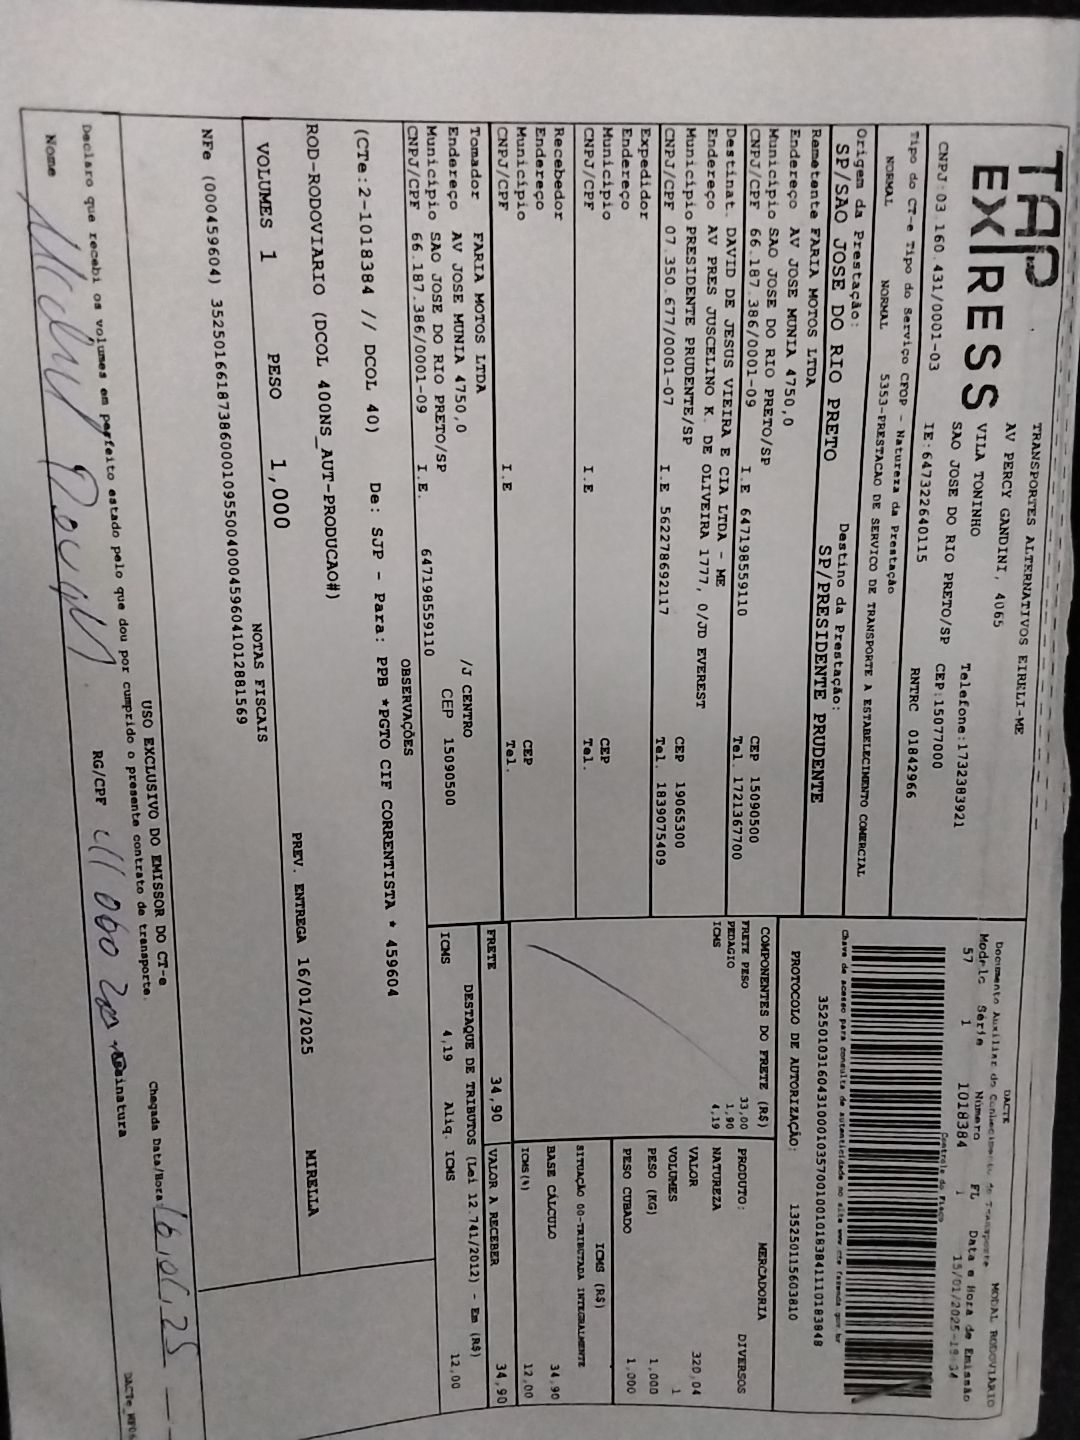 TAP EXPRESS
TRANSPORTES ALTERNATIVOS EIRELI-ME
AV PERCY GANDINI, 4065
VILA TONINHO
SAO JOSE DO RIO PRETO/SP CEP:15077000
Telefone:1732383921
CNPJ:03.160.431/0001-03 IE:647322640115 RNTRC 01842966
Tipo do CT-e Tipo do Serviço CFOP - Natureza da Prestação
NORMAL NORMAL 5353-PRESTACAO DE SERVICO DE TRANSPORTE A ESTABELECIMENTO COMERCIAL
Origem da Prestação: Destino da Prestação:
SP/SAO JOSE DO RIO PRETO SP/PRESIDENTE PRUDENTE
Remetente FARIA MOTOS LTDA
Endereço AV JOSE MUNIA 4750,0
Município SAO JOSE DO RIO PRETO/SP CEP 15090500
CNPJ/CPF 66.187.386/0001-09 I.E 647198559110 Tel. 1721367700
Destinat. DAVID DE JESUS VIEIRA E CIA LTDA - ME
Endereço AV PRES JUSCELINO K. DE OLIVEIRA 1777, 0/JD EVEREST
Município PRESIDENTE PRUDENTE/SP CEP 19065300
CNPJ/CPF 07.350.677/0001-07 I.E 562278692117 Tel. 1839075409
Expedidor
Endereço
Município CEP
CNPJ/CPF I.E Tel.
Recebedor
Endereço
Município CEP
CNPJ/CPF I.E Tel.
Tomador FARIA MOTOS LTDA
Endereço AV JOSE MUNIA 4750,0 /J CENTRO
Município SAO JOSE DO RIO PRETO/SP CEP 15090500
CNPJ/CPF 66.187.386/0001-09 I.E. 647198559110
DACTE MODAL RODOVIARIO
Documento Auxiliar do Conhecimento de Transporte
Modelo Série Número FL Data e Hora de Emissão
57 1 1018384 1 15/01/2025-
Controle do Fisco
Chave de acesso para consulta de autenticidade no site www.cte.fazenda.gov.br
PROTOCOLO DE AUTORIZAÇÃO: 135250115603810
COMPONENTES DO FRETE (R$)
FRETE PESO 33,00
PEDAGIO 1,90
ICMS 4,19
MERCADORIA
PRODUTO: DIVERSOS
NATUREZA
VALOR 320,04
VOLUMES 1
PESO (KG) 1,000
PESO CUBADO 1,000
ICMS (R$)
SITUAÇÃO 00-TRIBUTADA INTEGRALMENTE
BASE CÁLCULO 34,90
ICMS(%) 12,00
FRETE 34,90 VALOR A RECEBER 34,90
DESTAQUE DE TRIBUTOS (Lei 12.741/2012) - Em (R$)
ICMS 4,19 Aliq. ICMS 12,00
OBSERVAÇÕES
(CTe:2-1018384 // DCOL 40) De: SJP - Para: PPB *PGTO CIF CORRENTISTA * 459604
ROD-RODOVIARIO (DCOL 400NS_AUT-PRODUCAO#)
PREV. ENTREGA 16/01/2025 MIRELLA
VOLUMES 1 PESO 1,000
NOTAS FISCAIS
NFe (000459604) 35250166187386000109550040004596041012881569
USO EXCLUSIVO DO EMISSOR DO CT-e
Declaro que recebi os volumes em perfeito estado pelo que dou por cumprido o presente contrato de transporte.
Chegada Data/Hora 16,01,25
Nome RG/CPF Assinatura